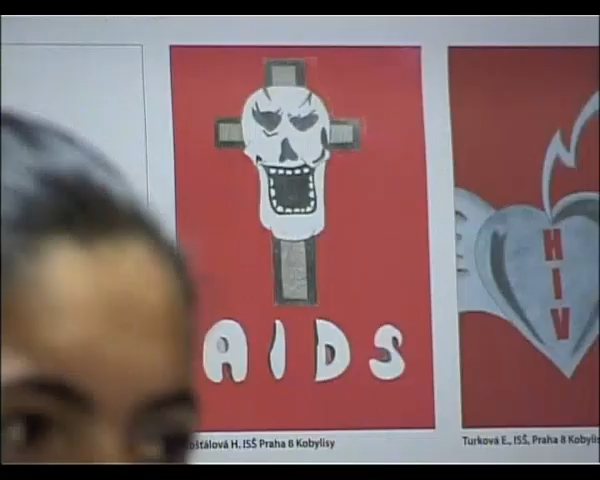 AIDS
HIV
H, ISŠ Praha 8 Kobylisy
Turková E., ISŠ, Praha 8